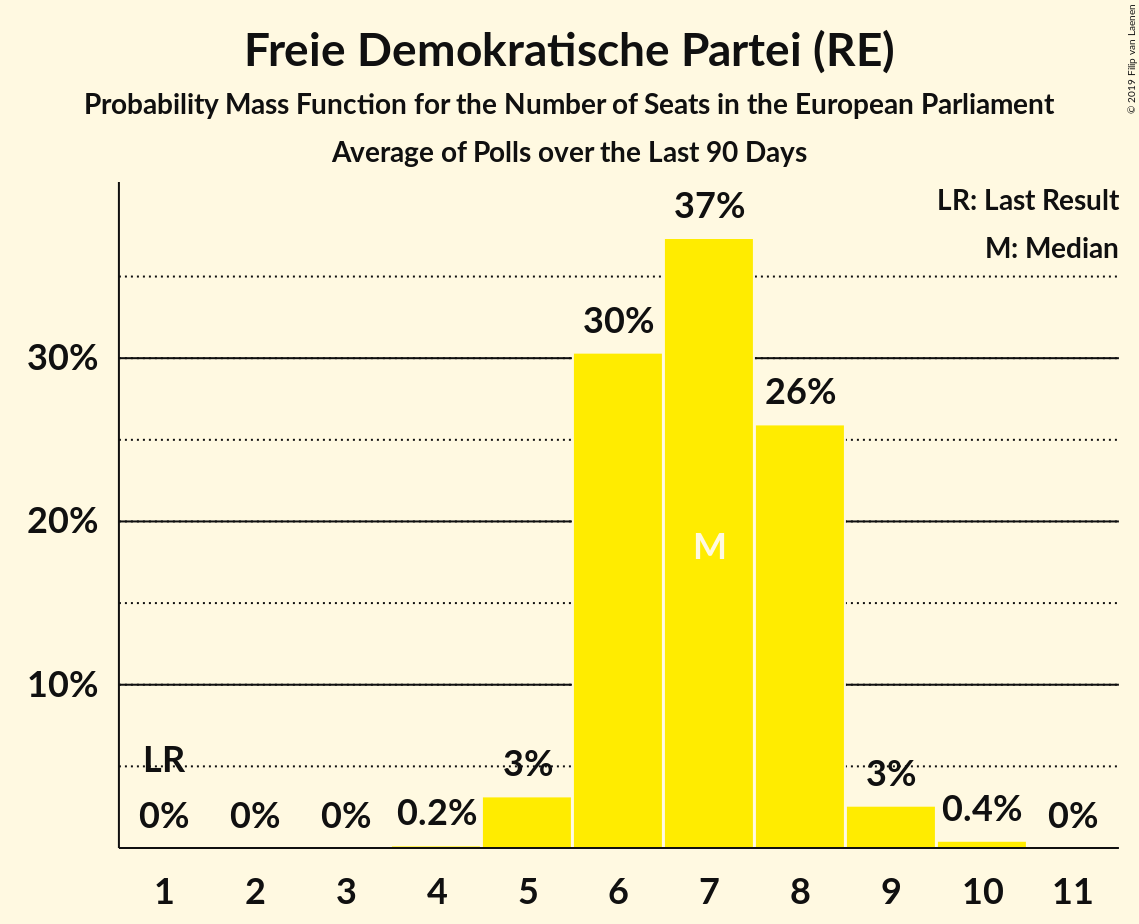 Freie Demokratische Partei (RE)
Probability Mass Function for the Number of Seats in the European Parliament
Average of Polls over the Last 90 Days
© 2019 Filip van Laenen
LR: Last Result
M: Median
37%
30%
26%
30%
20%
10%
M
LR
0%
0%
0%
0.2%
3%
3%
0.4%
0%
1 2 3 4 5 6 7 8 9 10 11